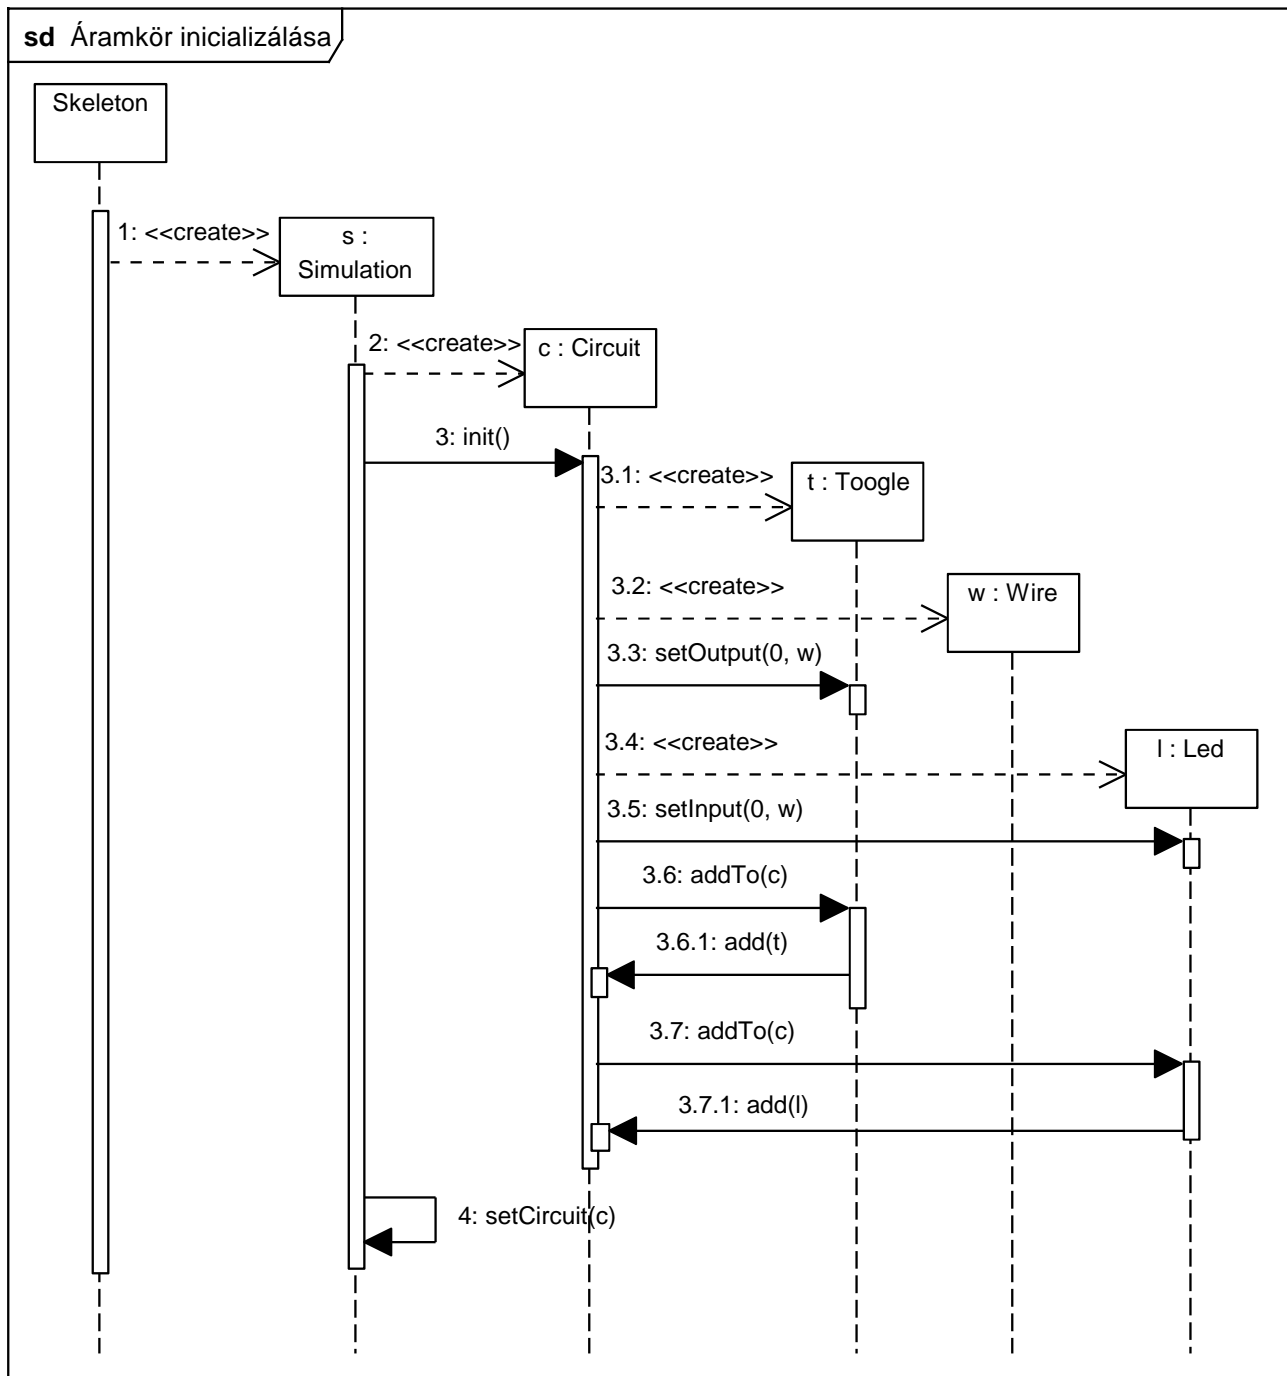 sd Áramkör inicializálása
Skeleton
1: <<create>>
s :
Simulation
2: <<create>>
c : Circuit
3: init()
3.1: <<create>>
t : Toogle
3.2: <<create>>
w : Wire
3.3: setOutput(0, w)
3.4: <<create>>
l : Led
3.5: setInput(0, w)
3.6: addTo(c)
3.6.1: add(t)
3.7: addTo(c)
3.7.1: add(l)
4: setCircuit(c)